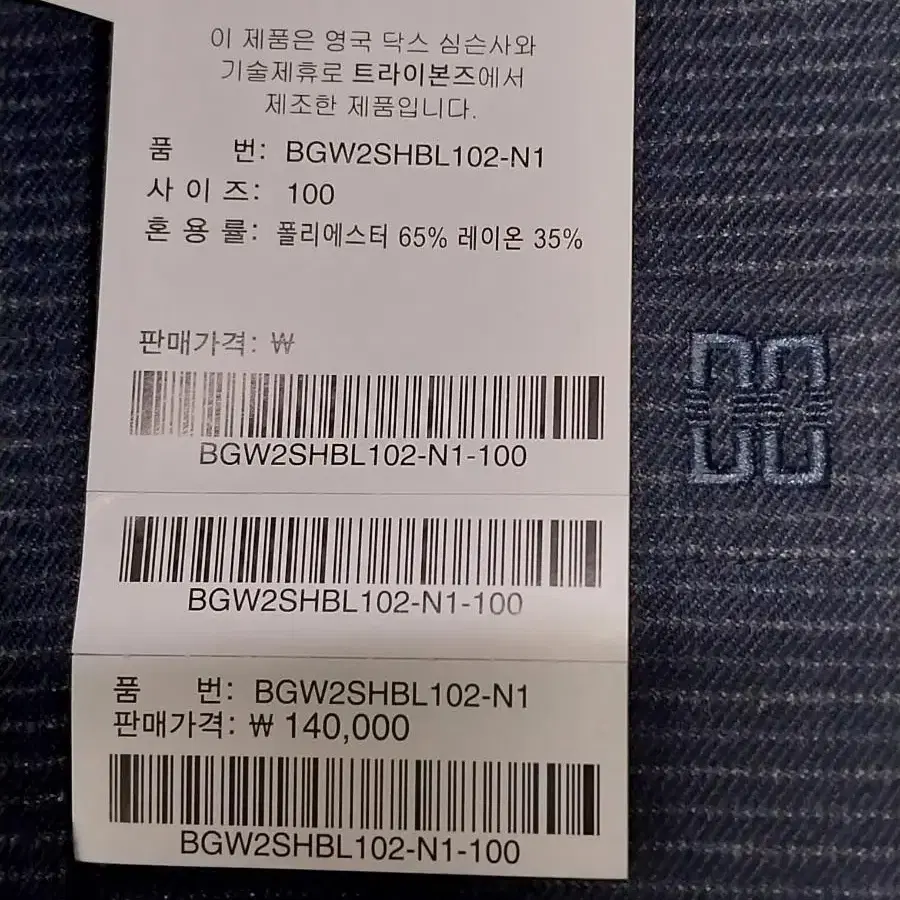 이 제품은 영국 닥스 심슨사와
기술제휴로 트라이본즈에서
제조한 제품입니다.
품 번: BGW2SHBL102-N1
사 이 즈: 100
혼 용 률: 폴리에스터 65% 레이온 35%
판매가격: ₩
BGW2SHBL102-N1-100
BGW2SHBL102-N1-100
품 번: BGW2SHBL102-N1
판매가격: ₩ 140,000
BGW2SHBL102-N1-100